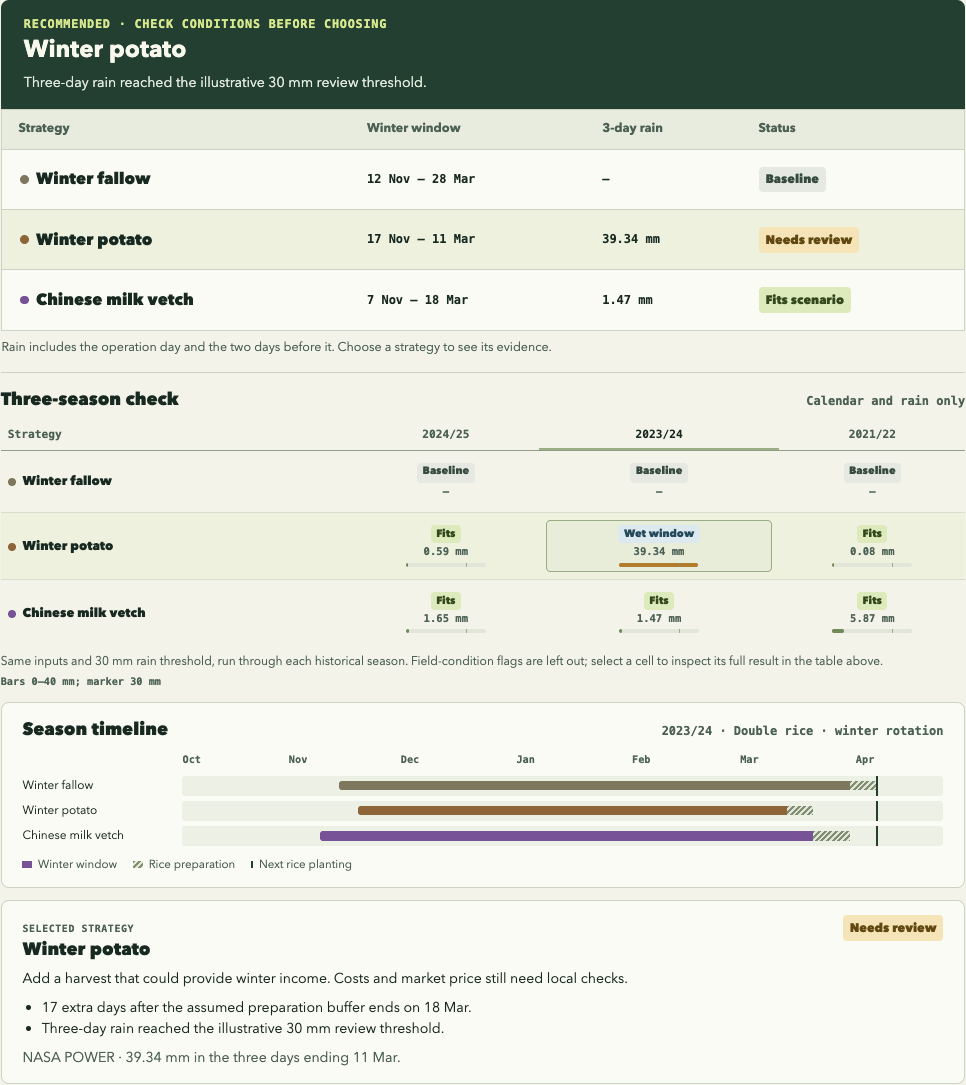 RECOMMENDED · CHECK CONDITIONS BEFORE CHOOSING
Winter potato
Three-day rain reached the illustrative 30 mm review threshold.
Strategy Winter window 3-day rain Status
Winter fallow 12 Nov – 28 Mar – Baseline
Winter potato 17 Nov – 11 Mar 39.34 mm Needs review
Chinese milk vetch 7 Nov – 18 Mar 1.47 mm Fits scenario
Rain includes the operation day and the two days before it. Choose a strategy to see its evidence.
Three-season check Calendar and rain only
Strategy 2024/25 2023/24 2021/22
Winter fallow Baseline Baseline Baseline
– – –
Winter potato Fits Wet window Fits
0.59 mm 39.34 mm 0.08 mm
Chinese milk vetch Fits Fits Fits
1.65 mm 1.47 mm 5.87 mm
Same inputs and 30 mm rain threshold, run through each historical season. Field-condition flags are left out; select a cell to inspect its full result in the table above.
Bars 0–40 mm; marker 30 mm
Season timeline 2023/24 · Double rice · winter rotation
Oct Nov Dec Jan Feb Mar Apr
Winter fallow
Winter potato
Chinese milk vetch
Winter window Rice preparation Next rice planting
SELECTED STRATEGY Needs review
Winter potato
Add a harvest that could provide winter income. Costs and market price still need local checks.
• 17 extra days after the assumed preparation buffer ends on 18 Mar.
• Three-day rain reached the illustrative 30 mm review threshold.
NASA POWER · 39.34 mm in the three days ending 11 Mar.